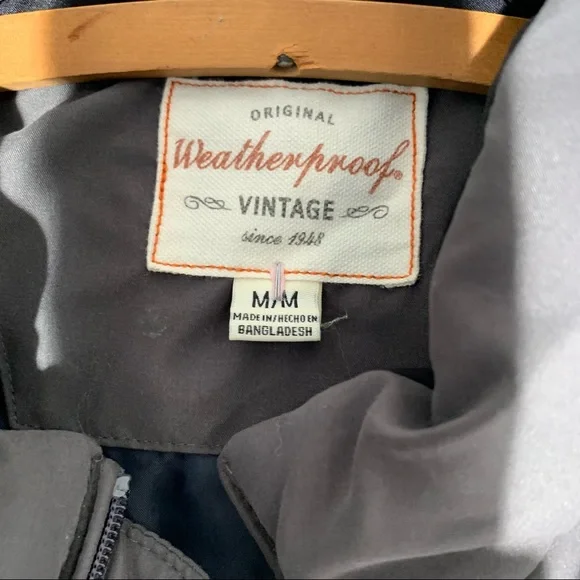 ORIGINAL
Weatherproof®
VINTAGE
since 1948
M/M
MADE IN/HECHO EN
BANGLADESH